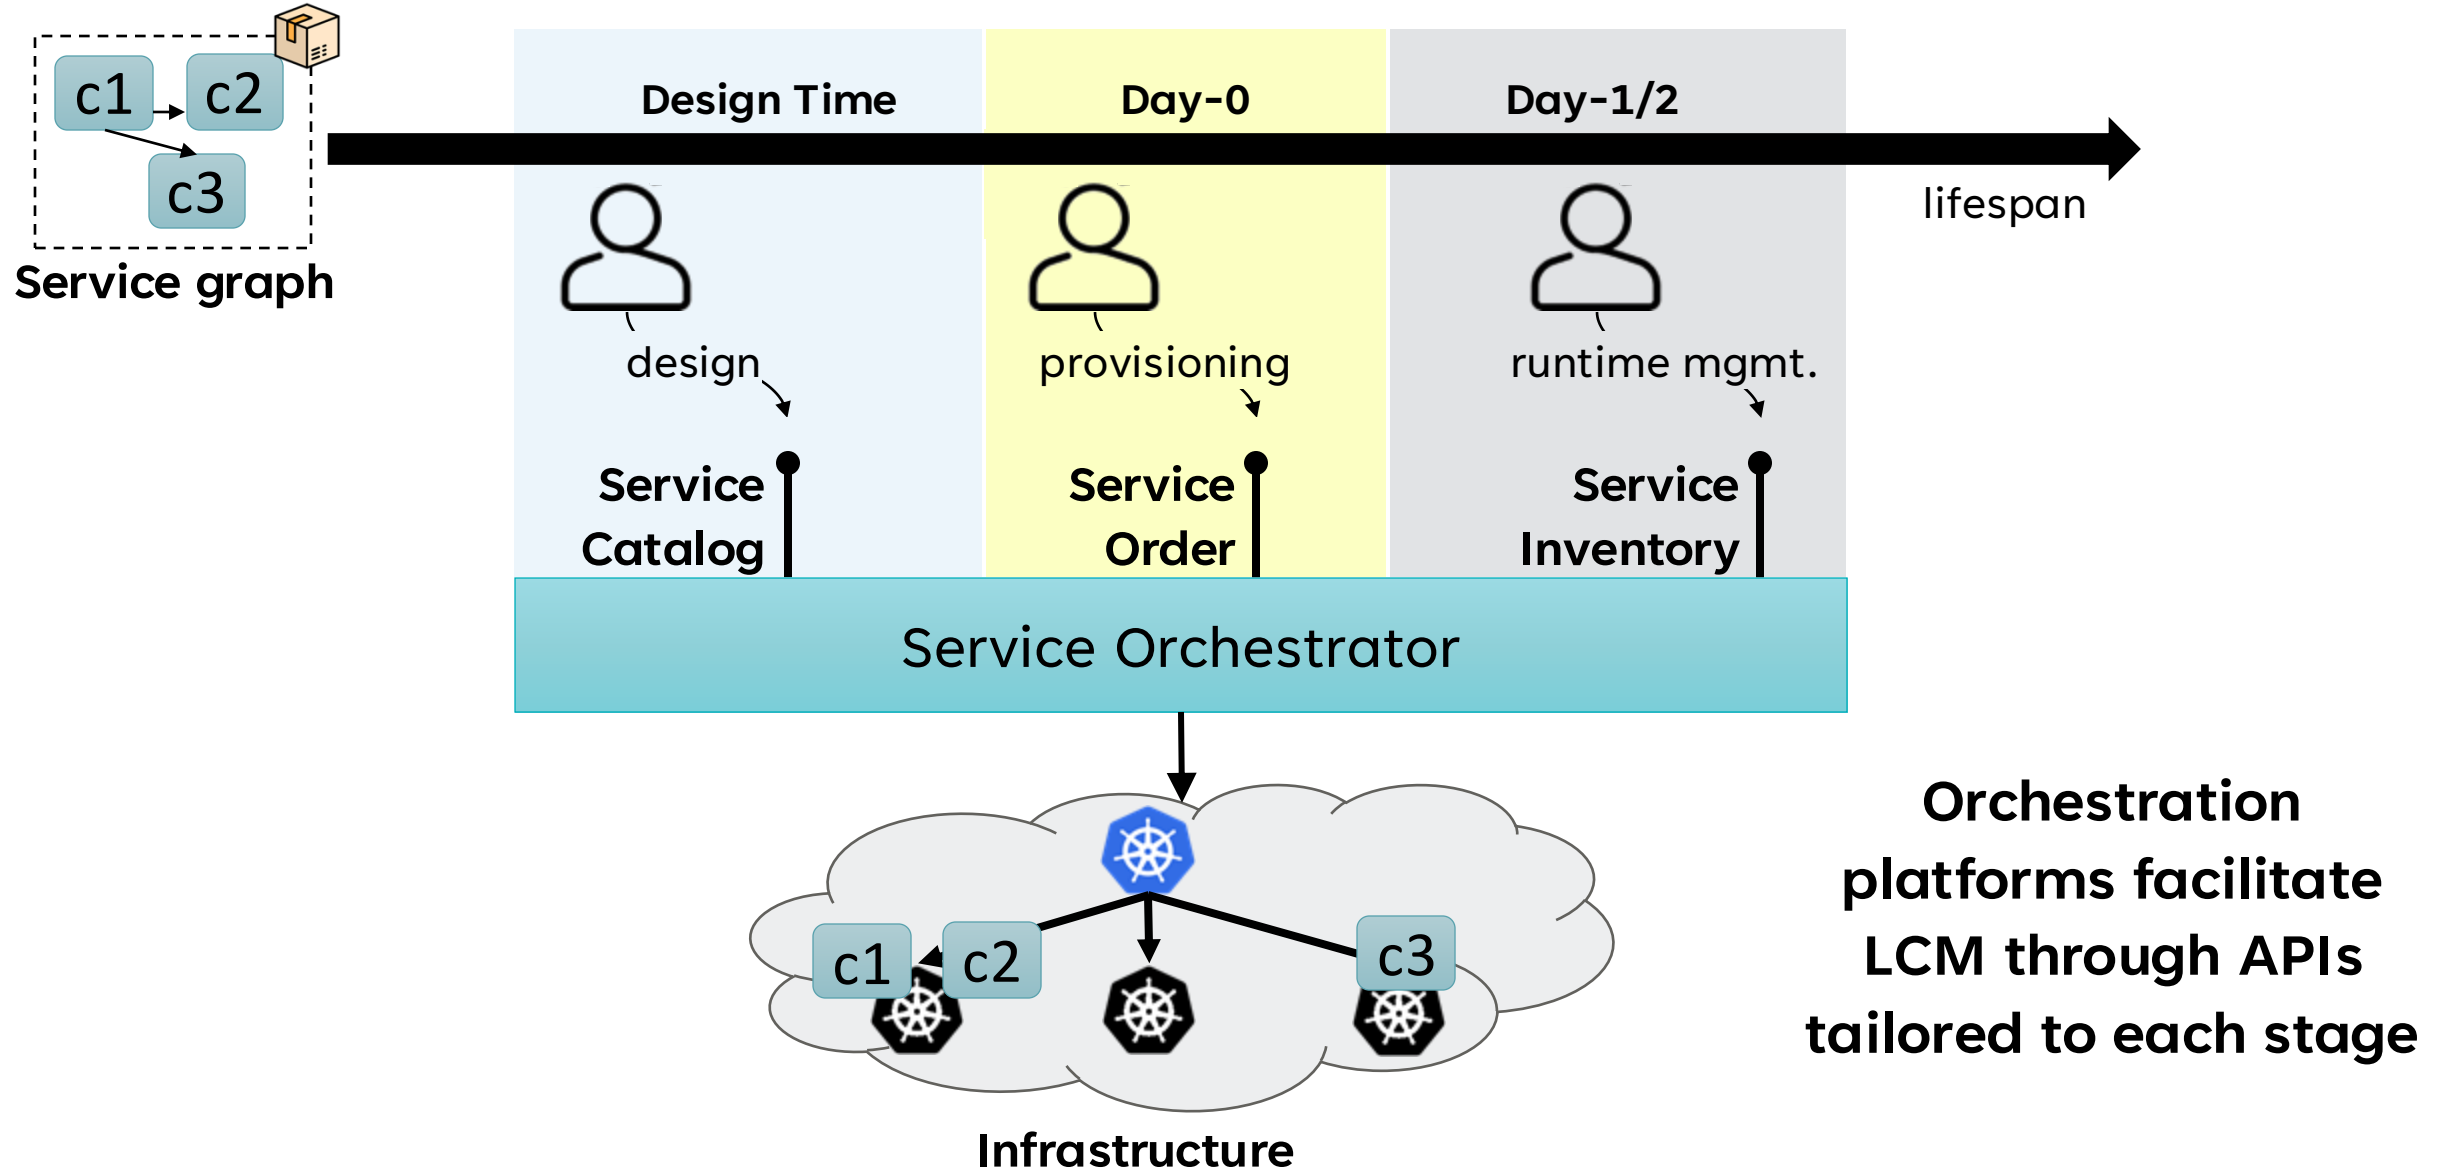 c1
c2
c3
Service graph
Design Time
Day-0
Day-1/2
lifespan
design
provisioning
runtime mgmt.
Service
Catalog
Service
Order
Service
Inventory
Service Orchestrator
c1
c2
c3
Infrastructure
Orchestration
platforms facilitate
LCM through APIs
tailored to each stage